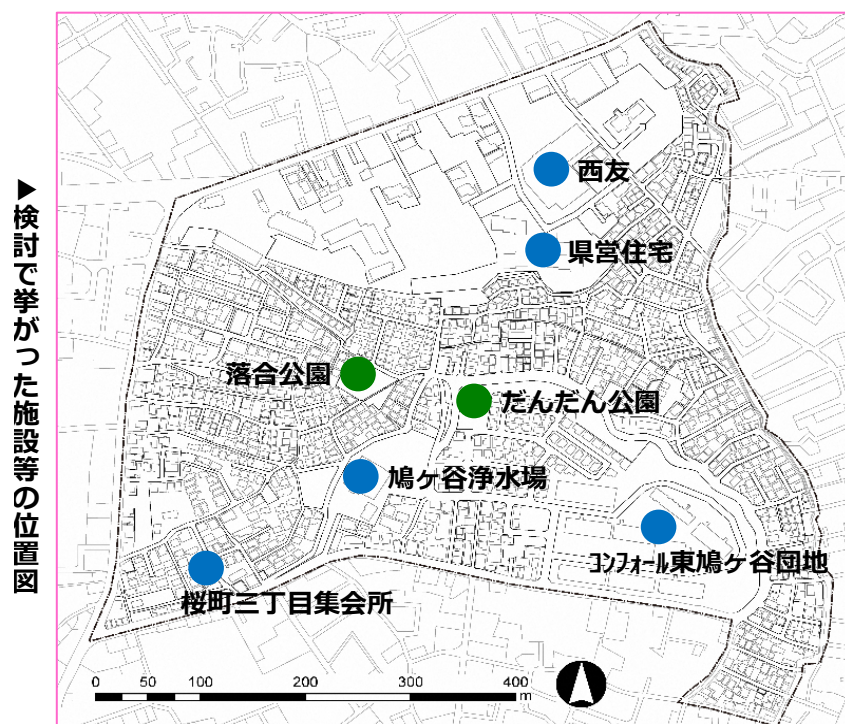 ▶検討で挙がった施設等の位置図
西友
県営住宅
落合公園
だんだん公園
鳩ヶ谷浄水場
コンフォール東鳩ヶ谷団地
桜町三丁目集会所
0 50 100 200 300 400
m